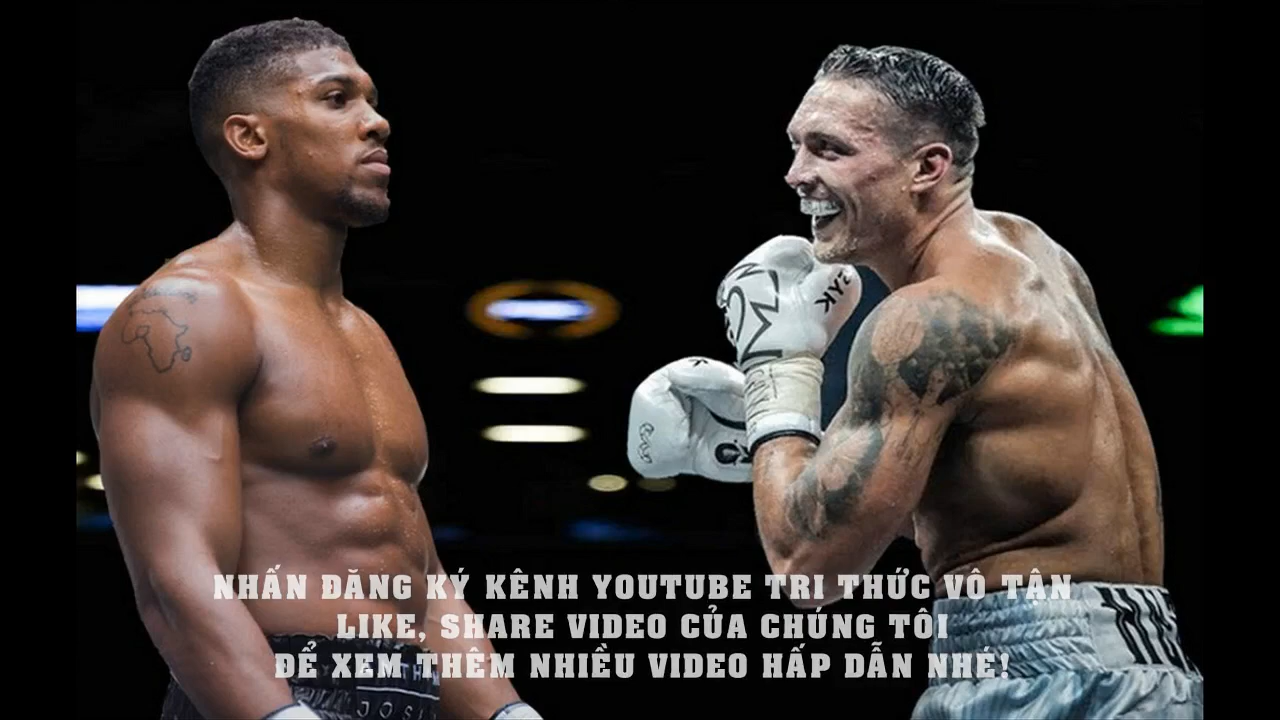 NHẤN ĐĂNG KÝ KÊNH YOUTUBE TRI THỨC VÔ TẬN
LIKE, SHARE VIDEO CỦA CHÚNG TÔI
ĐỂ XEM THÊM NHIỀU VIDEO HẤP DẪN NHÉ!